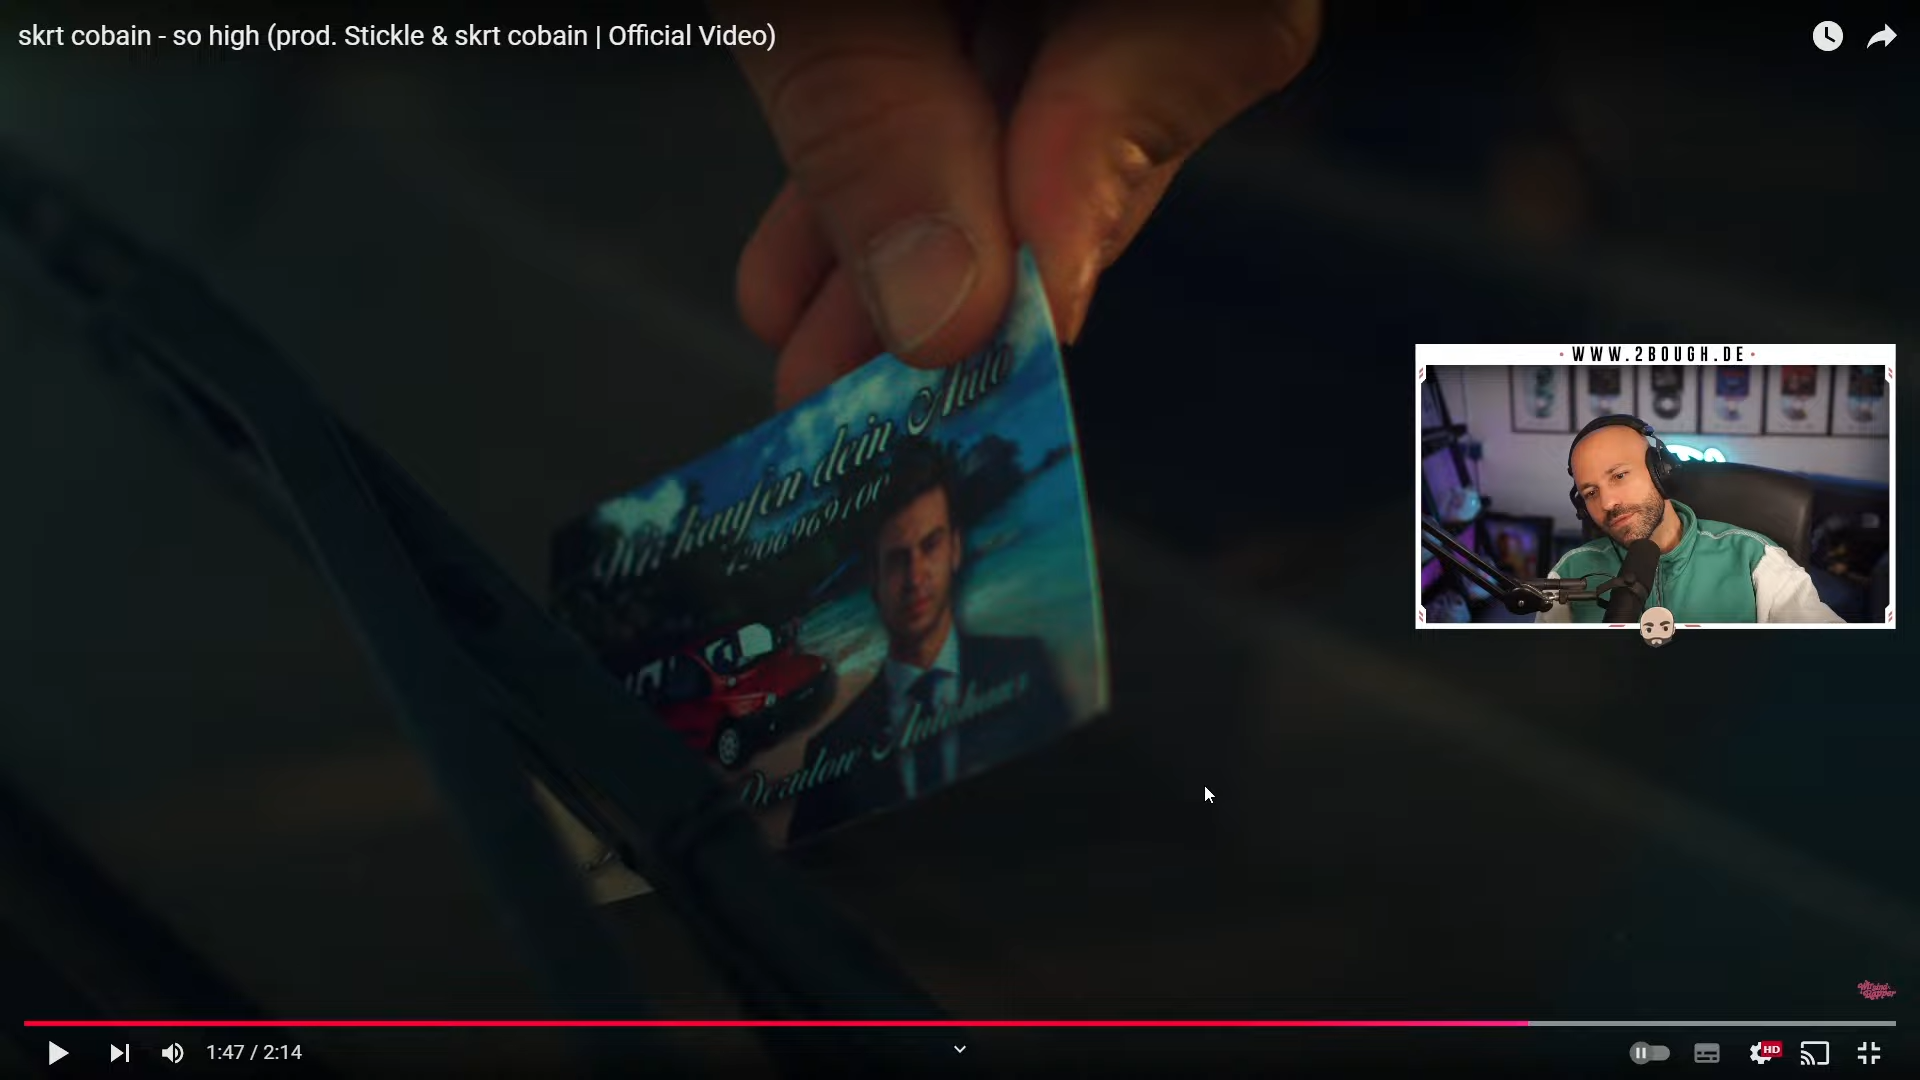 skrt cobain - so high (prod. Stickle & skrt cobain | Official Video)
WWW.2BOUGH.DE
Wir kaufen dein Auto
Autohaus
1:47 / 2:14
HD